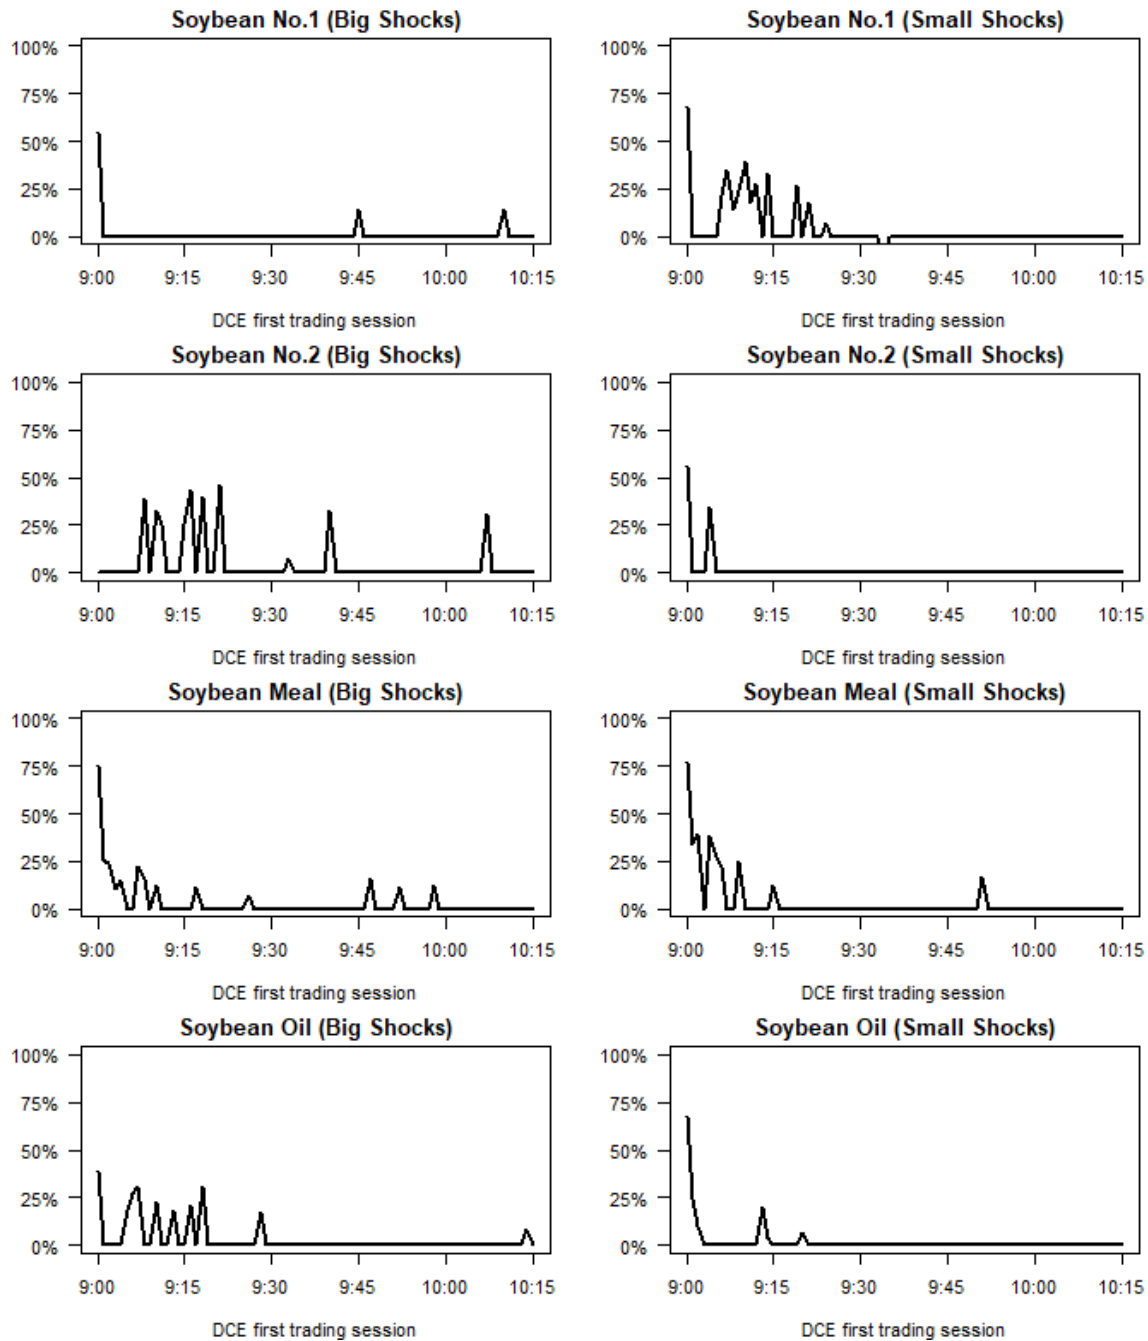 Soybean No.1 (Big Shocks)
100%
75%
50%
25%
0%
9:00 9:15 9:30 9:45 10:00 10:15
DCE first trading session
Soybean No.1 (Small Shocks)
100%
75%
50%
25%
0%
9:00 9:15 9:30 9:45 10:00 10:15
DCE first trading session
Soybean No.2 (Big Shocks)
100%
75%
50%
25%
0%
9:00 9:15 9:30 9:45 10:00 10:15
DCE first trading session
Soybean No.2 (Small Shocks)
100%
75%
50%
25%
0%
9:00 9:15 9:30 9:45 10:00 10:15
DCE first trading session
Soybean Meal (Big Shocks)
100%
75%
50%
25%
0%
9:00 9:15 9:30 9:45 10:00 10:15
DCE first trading session
Soybean Meal (Small Shocks)
100%
75%
50%
25%
0%
9:00 9:15 9:30 9:45 10:00 10:15
DCE first trading session
Soybean Oil (Big Shocks)
100%
75%
50%
25%
0%
9:00 9:15 9:30 9:45 10:00 10:15
DCE first trading session
Soybean Oil (Small Shocks)
100%
75%
50%
25%
0%
9:00 9:15 9:30 9:45 10:00 10:15
DCE first trading session